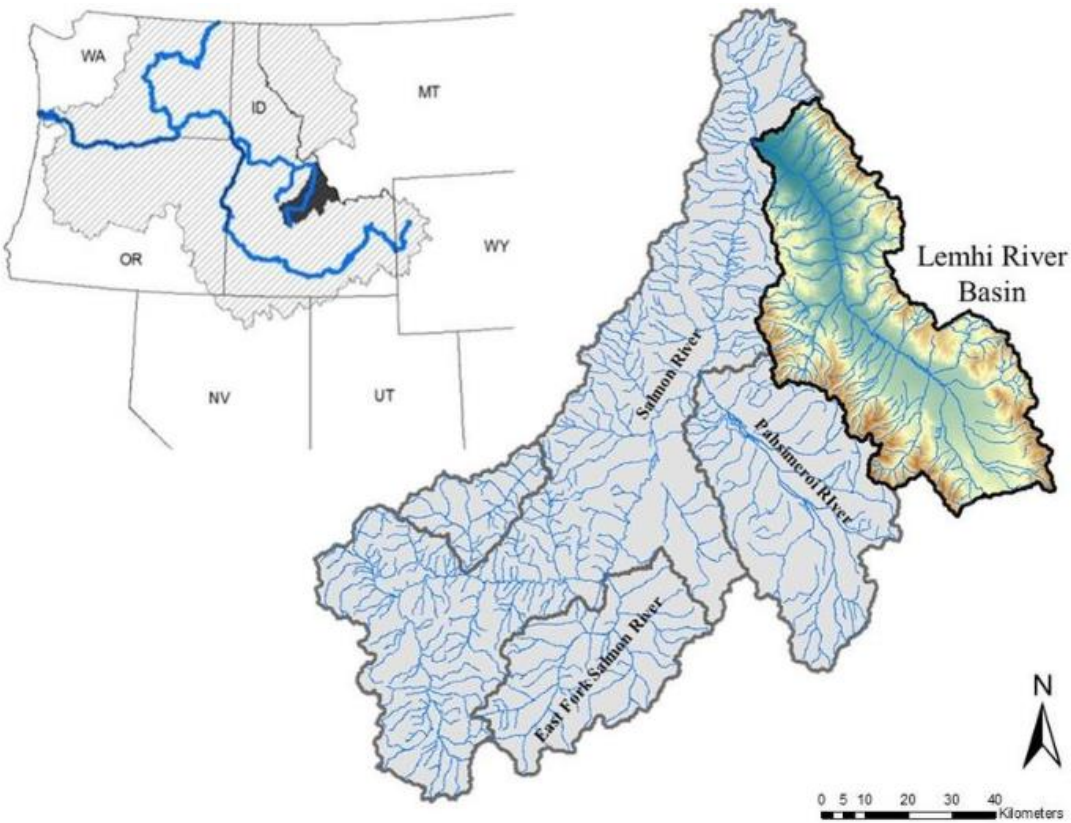 WA
MT
ID
OR
WY
NV
UT
Lemhi River
Basin
Salmon River
Pahsimeroi River
East Fork Salmon River
N
0 5 10 20 30 40
Kilometers